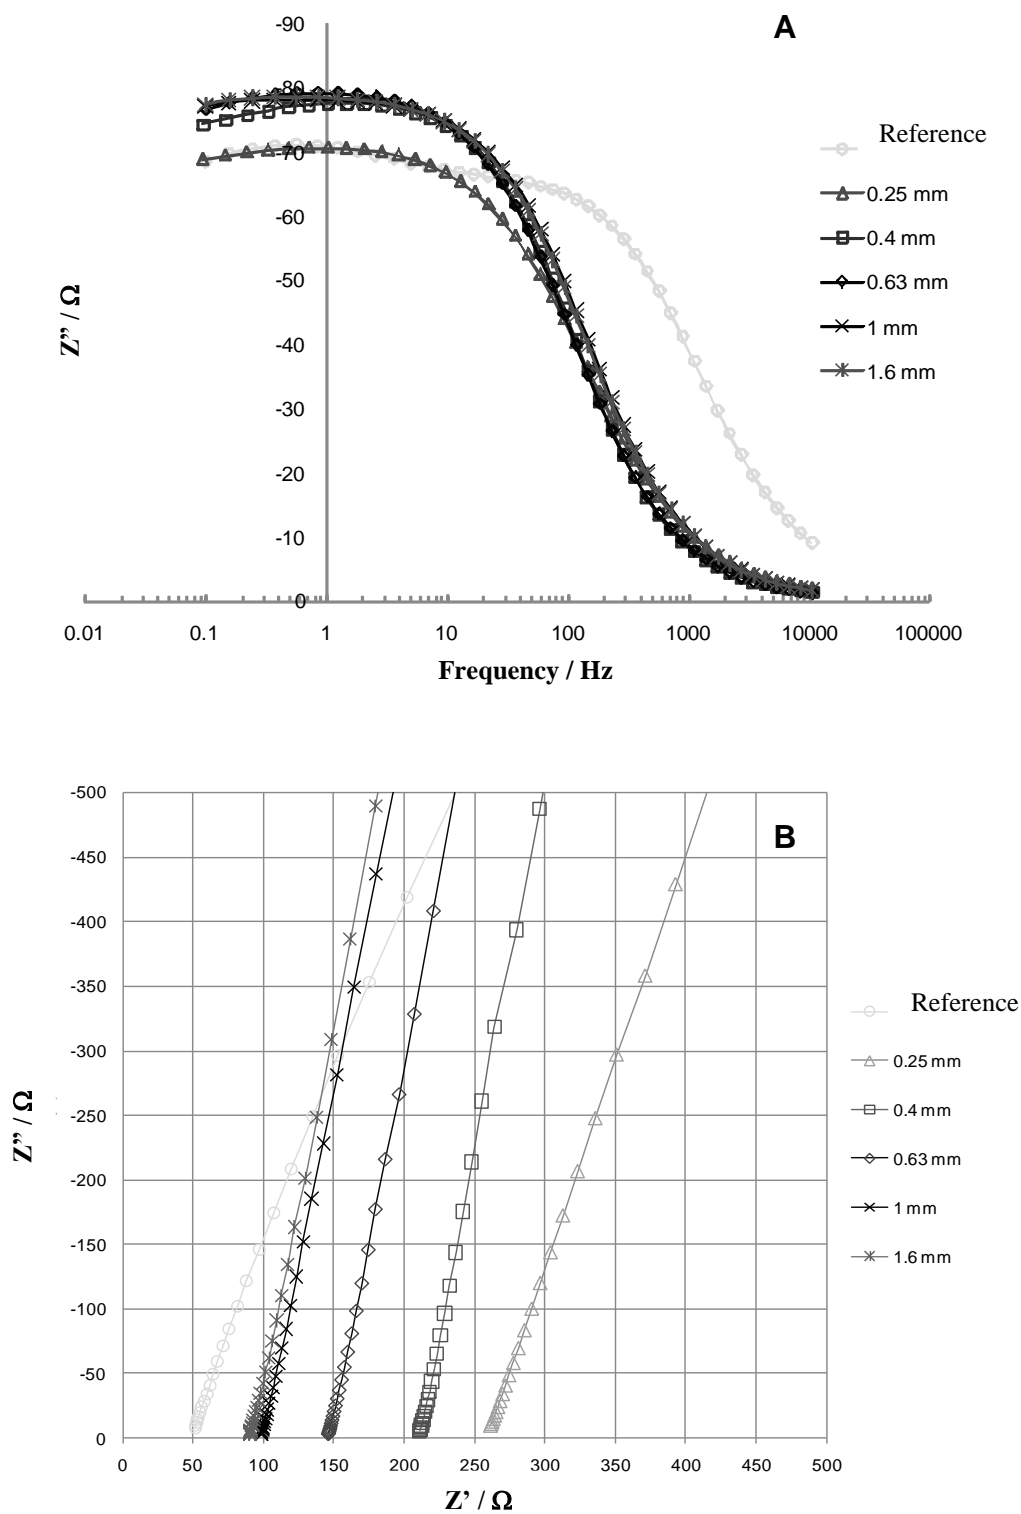 A
-90
-80
-70
-60
-50
-40
-30
-20
-10
0
Z” / Ω
0.01 0.1 1 10 100 1000 10000 100000
Frequency / Hz
Reference
0.25 mm
0.4 mm
0.63 mm
1 mm
1.6 mm
B
-500
-450
-400
-350
-300
-250
-200
-150
-100
-50
0
Z” / Ω
0 50 100 150 200 250 300 350 400 450 500
Z’ / Ω
Reference
0.25 mm
0.4 mm
0.63 mm
1 mm
1.6 mm